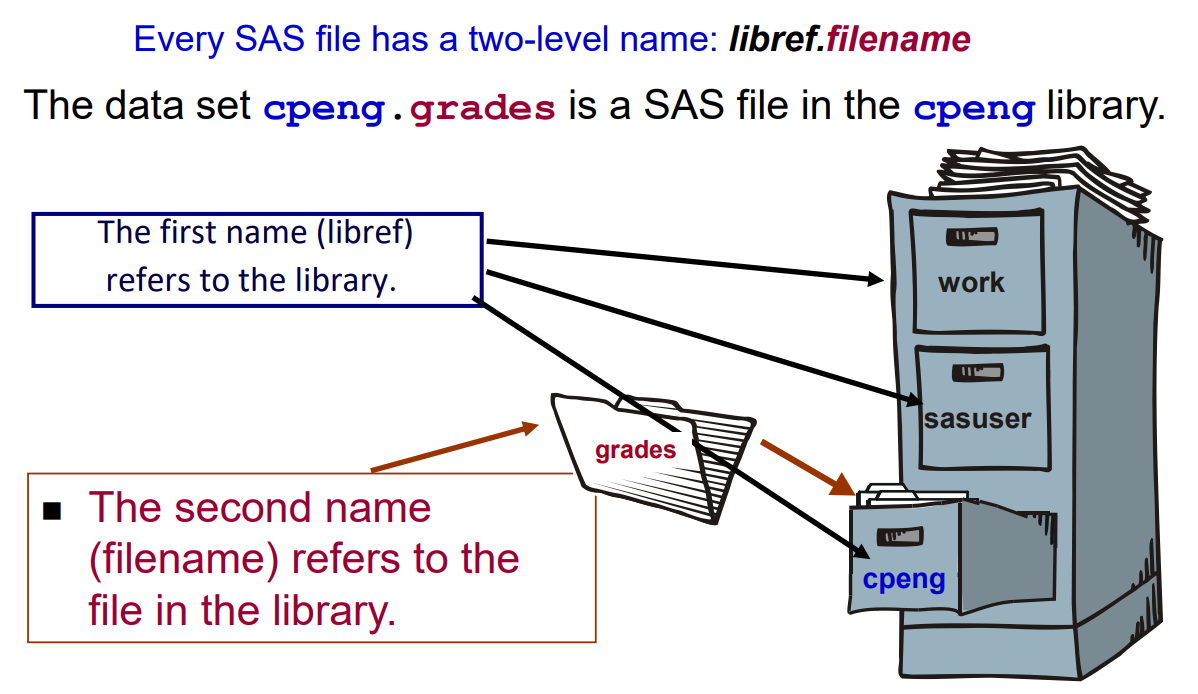 Every SAS file has a two-level name: libref.filename
The data set cpeng.grades is a SAS file in the cpeng library.
The first name (libref)
refers to the library.
work
sasuser
grades
■ The second name
(filename) refers to the
file in the library.
cpeng